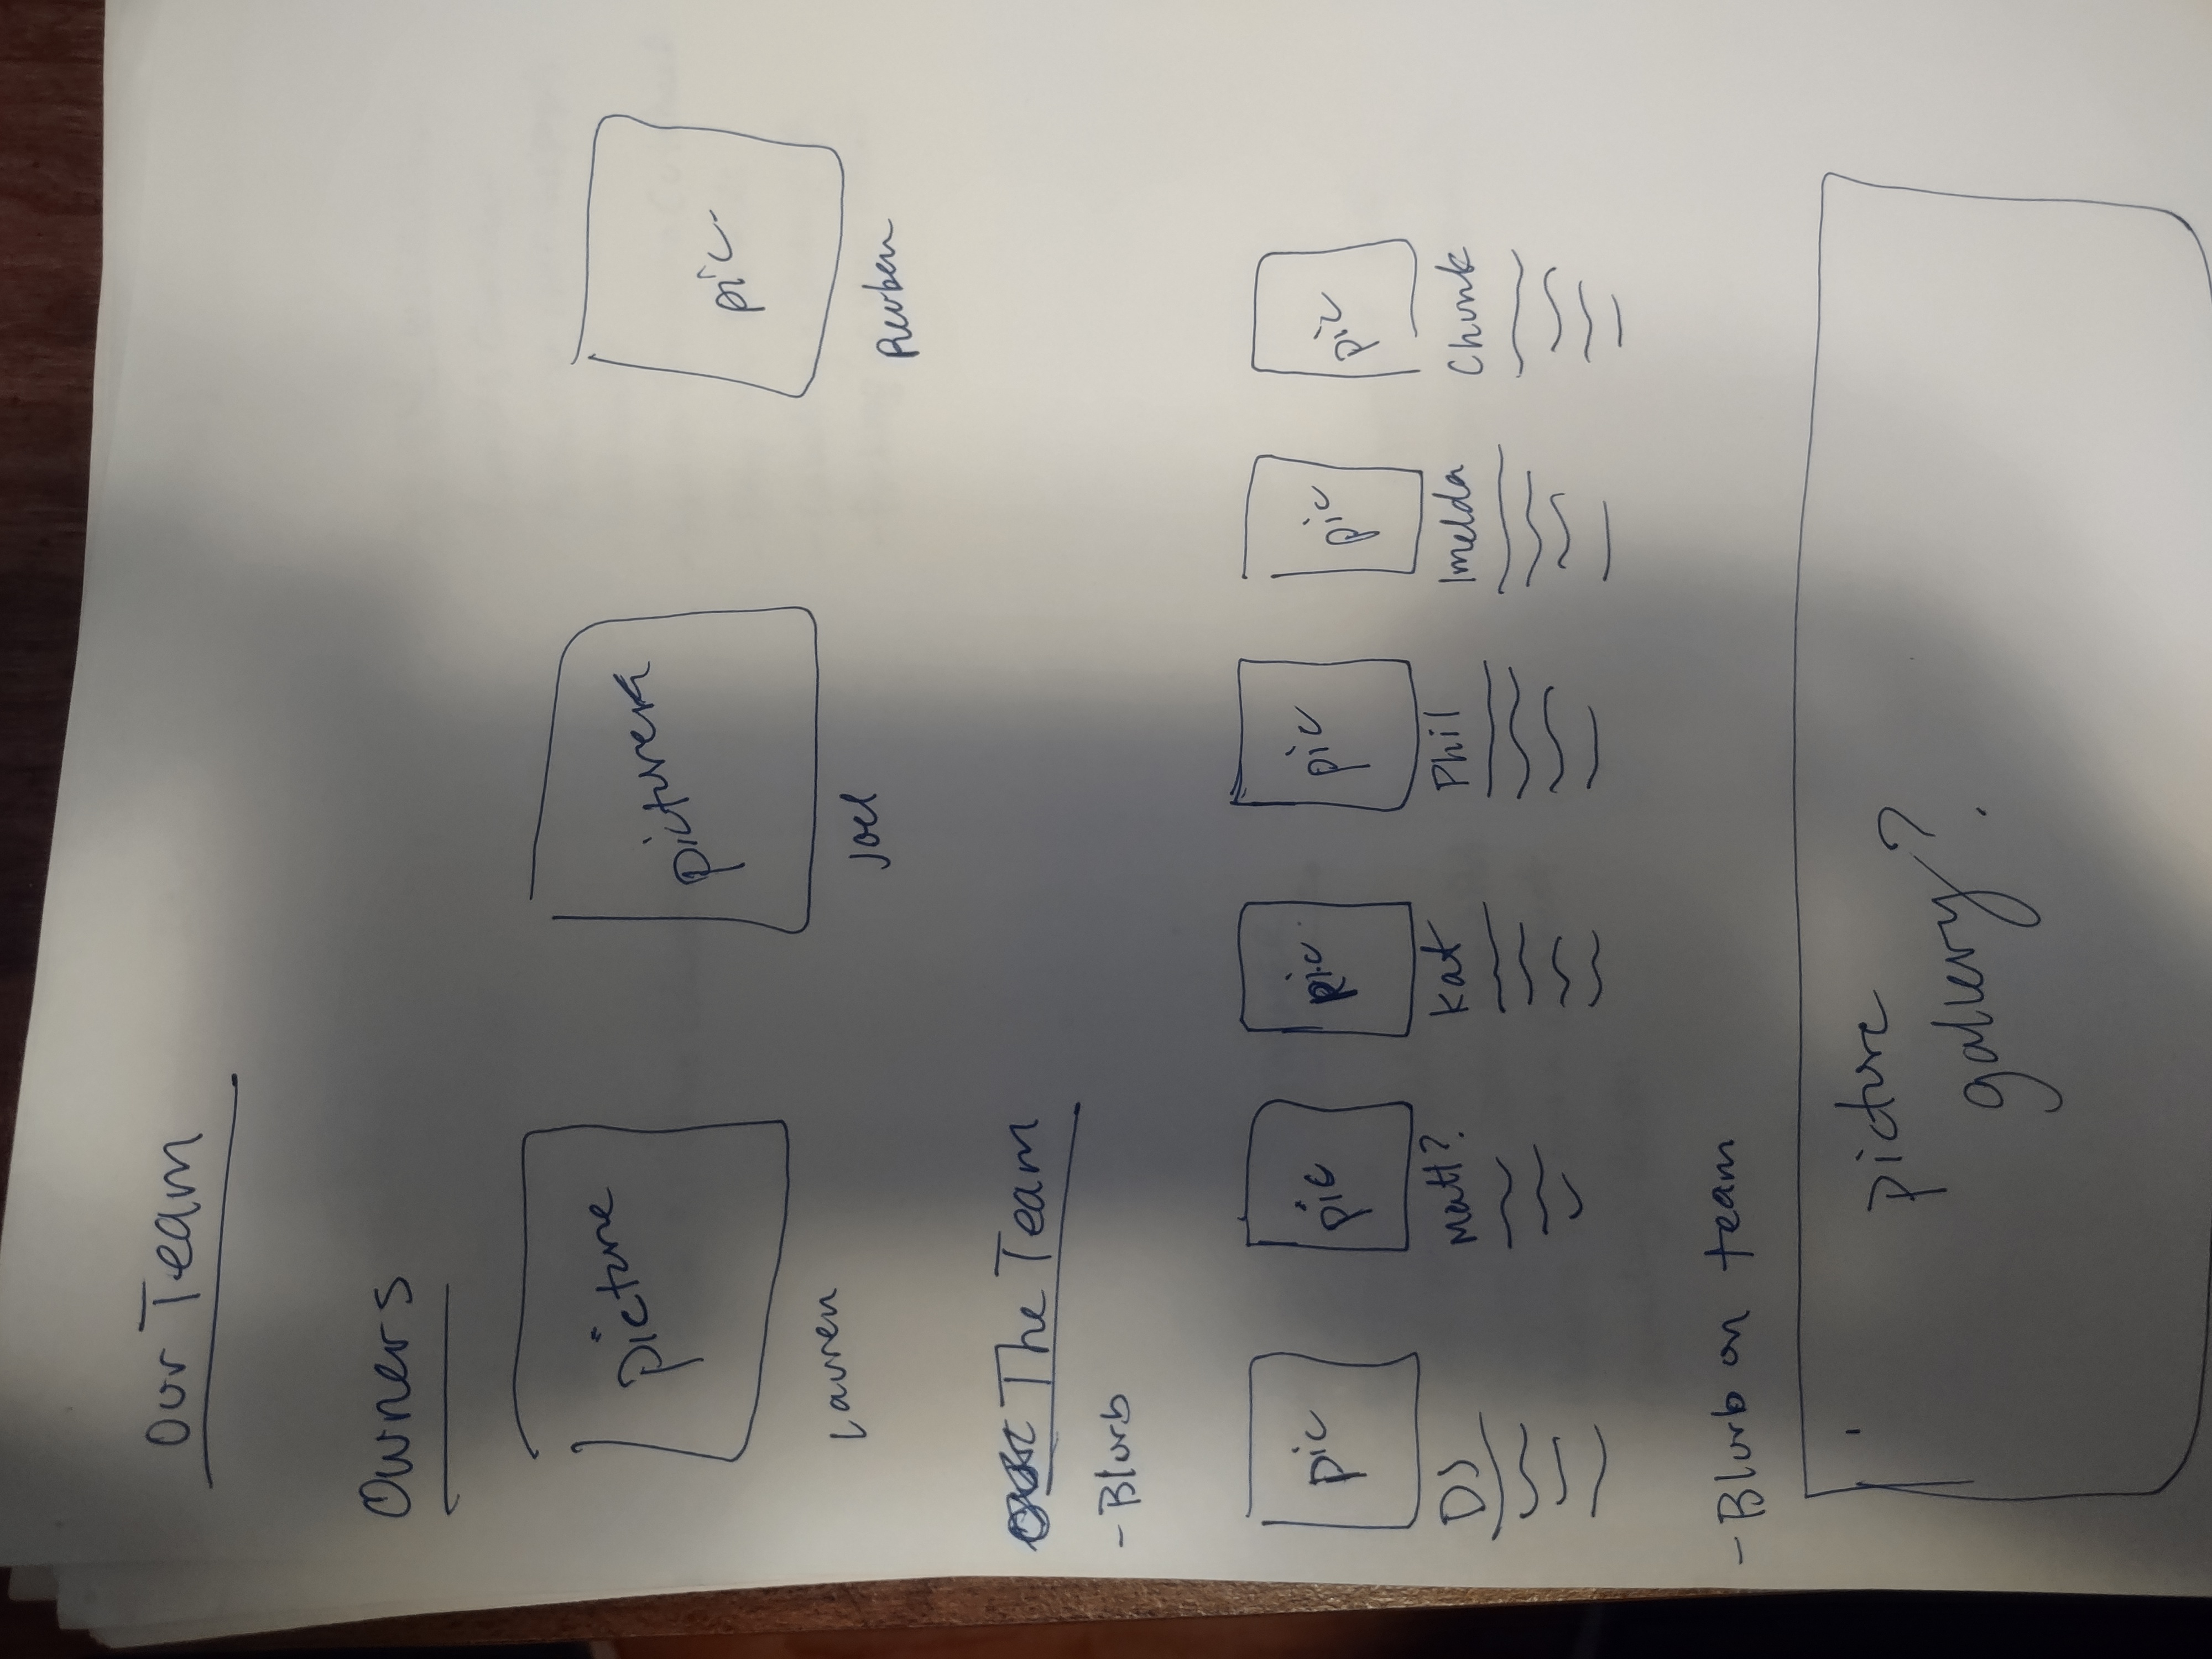 Our Team
Owners
picture
picture
pic
Lauren
Joel
Reuben
The Team
- Blurb
pic
pic
pic
pic
pic
pic
DJ
Matt?
Kat
Phil
Imelda
Chunk
- Blurb on team
picture
gallery?